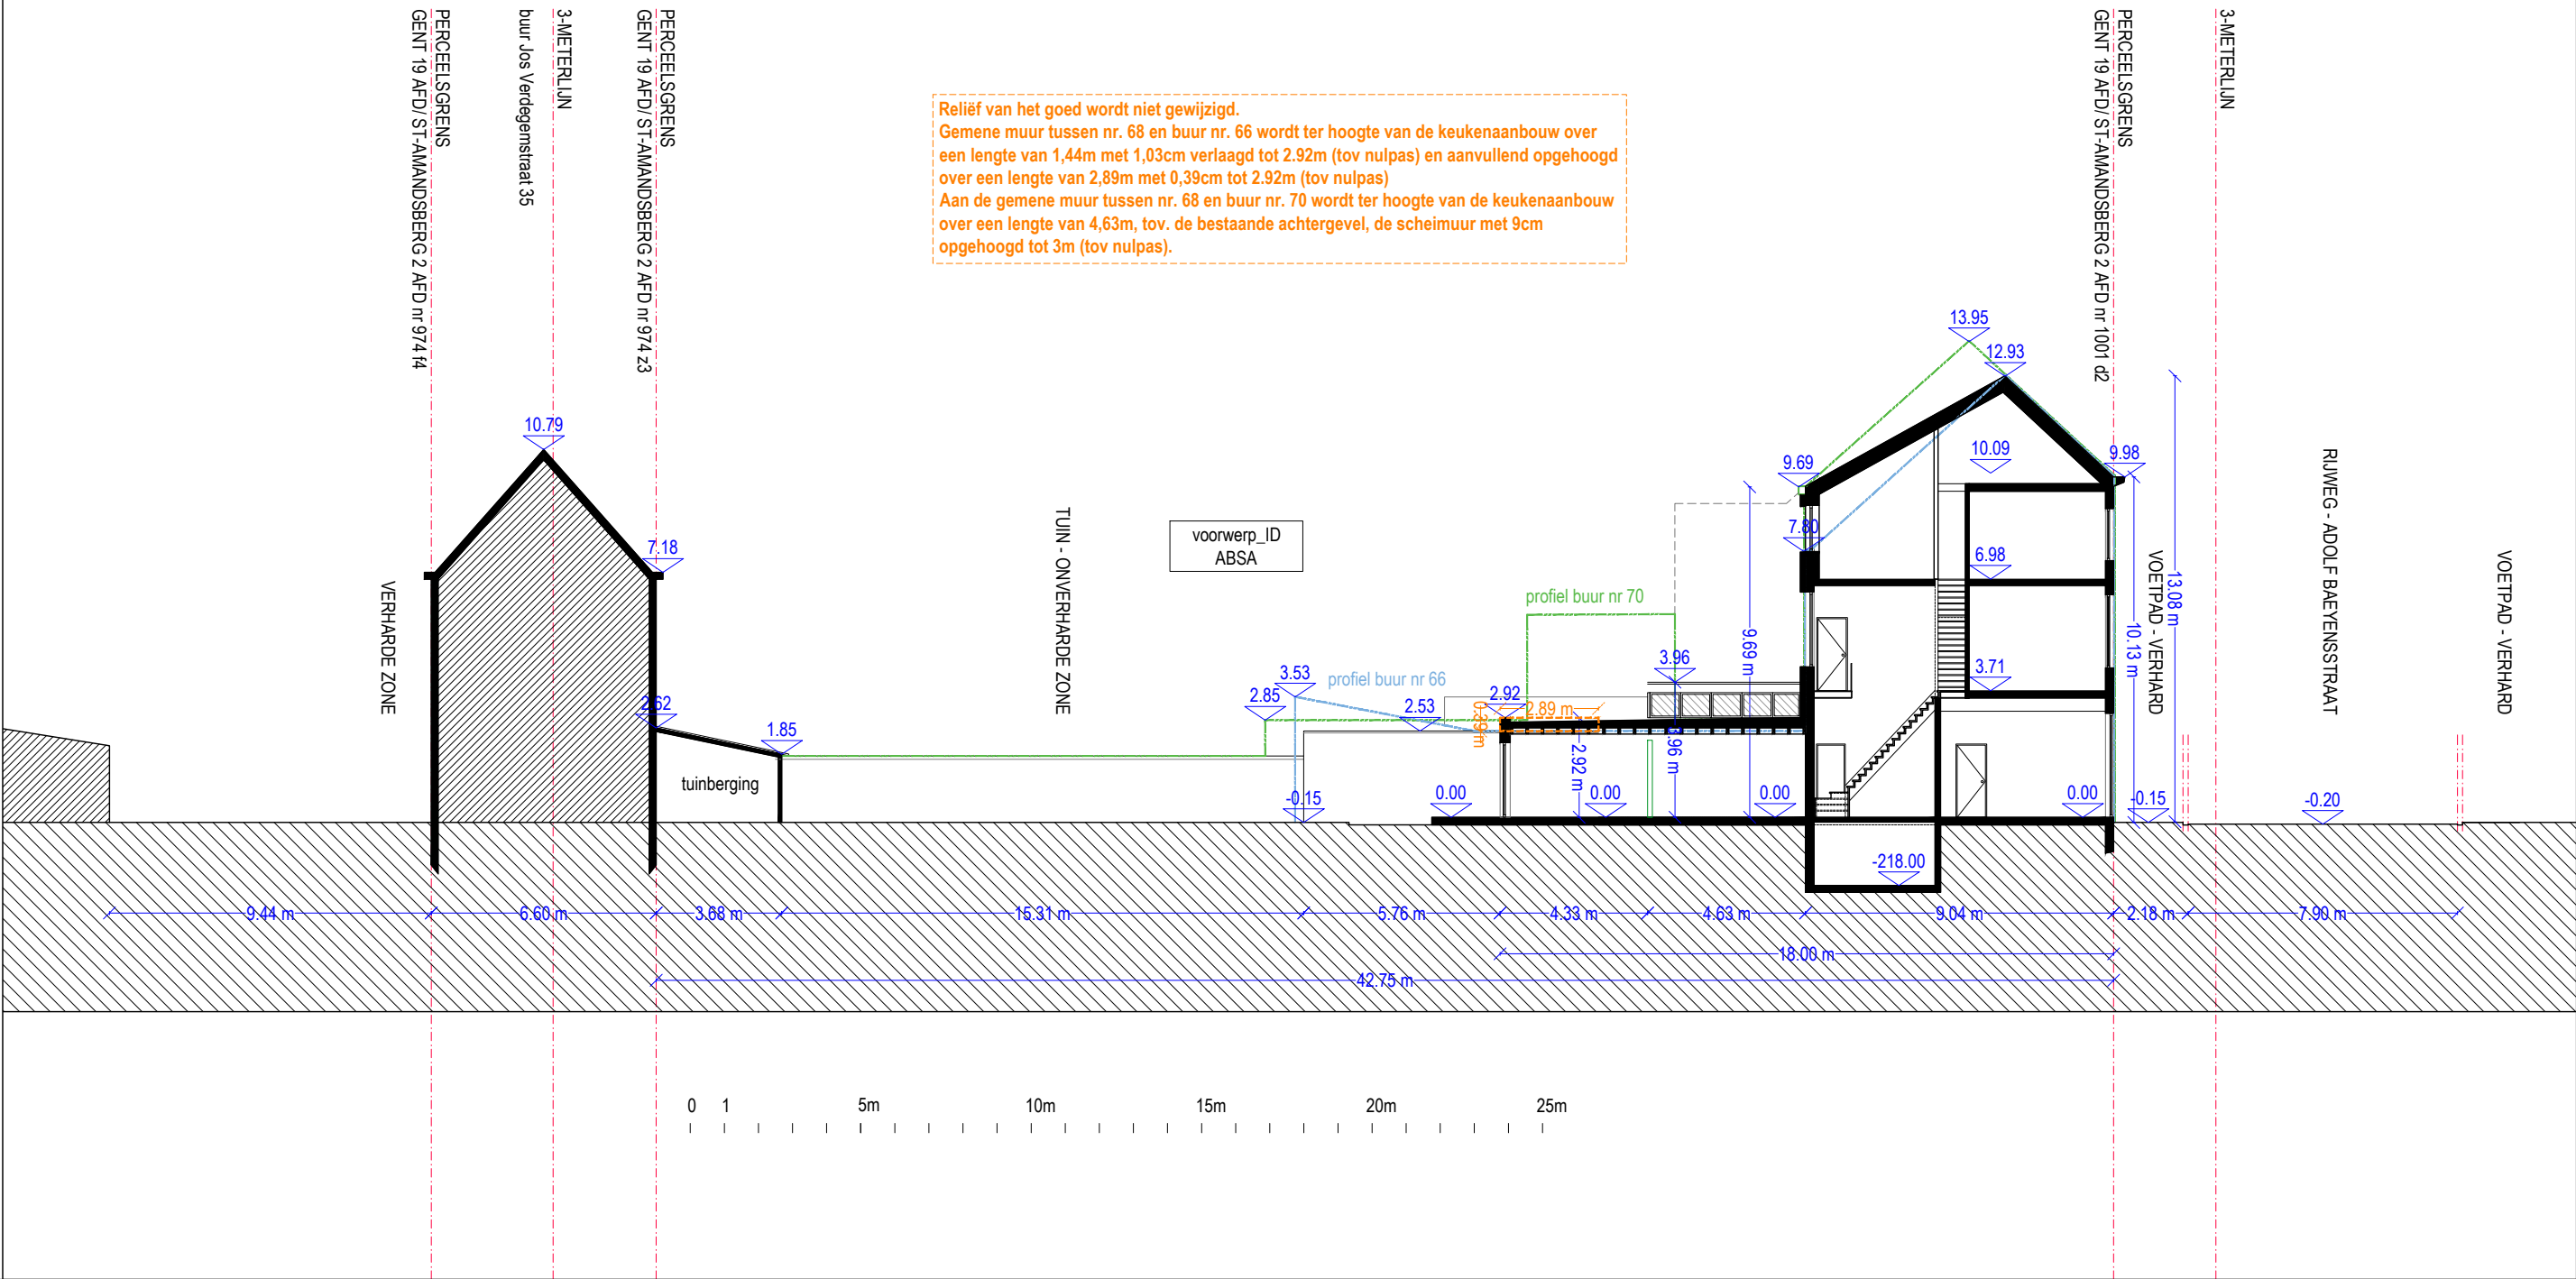 PERCEELSGRENS
GENT 19 AFD/ ST-AMANDSBERG 2 AFD nr 974 f4
3-METERLIJN
buur Jos Verdegemstraat 35
PERCEELSGRENS
GENT 19 AFD/ ST-AMANDSBERG 2 AFD nr 974 z3
Reliëf van het goed wordt niet gewijzigd.
Gemene muur tussen nr. 68 en buur nr. 66 wordt ter hoogte van de keukenaanbouw over
een lengte van 1,44m met 1,03cm verlaagd tot 2.92m (tov nulpas) en aanvullend opgehoogd
over een lengte van 2,89m met 0,39cm tot 2.92m (tov nulpas)
Aan de gemene muur tussen nr. 68 en buur nr. 70 wordt ter hoogte van de keukenaanbouw
over een lengte van 4,63m, tov. de bestaande achtergevel, de scheimuur met 9cm
opgehoogd tot 3m (tov nulpas).
PERCEELSGRENS
GENT 19 AFD/ ST-AMANDSBERG 2 AFD nr 1001 d2
3-METERLIJN
13.95
12.93
10.79
10.09
9.98
9.69
7.80
7.18
6.98
13.08 m
10.13 m
9.69 m
VERHARDE ZONE
TUIN - ONVERHARDE ZONE
voorwerp_ID
ABSA
VOETPAD - VERHARD
RIJWEG - ADOLF BAEYENSSTRAAT
VOETPAD - VERHARD
profiel buur nr 70
profiel buur nr 66
3.96
3.71
3.53
2.92
2.85
2.53
2.62
1.85
2.89 m
0.39m
2.92 m
3.96 m
tuinberging
-0.15
0.00
0.00
0.00
0.00
-0.15
-0.20
-218.00
9.44 m
6.60 m
3.68 m
15.31 m
5.76 m
4.33 m
4.63 m
9.04 m
2.18 m
7.90 m
18.00 m
42.75 m
0 1 5m 10m 15m 20m 25m